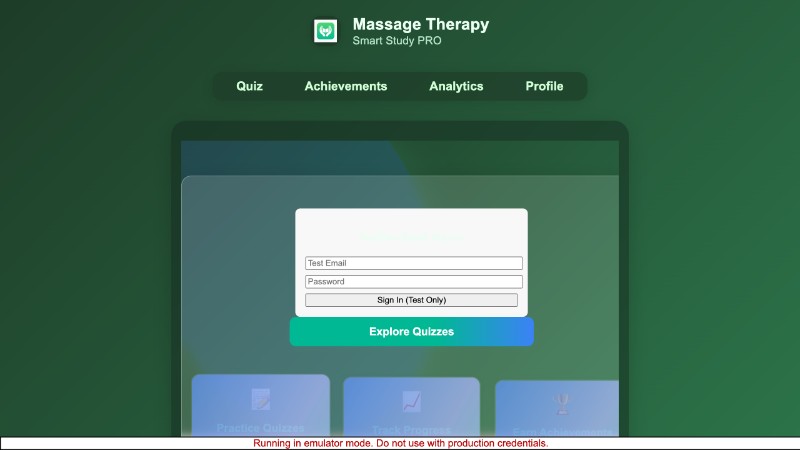 Massage Therapy
Smart Study PRO
Quiz Achievements Analytics Profile
Test Email
Password
Sign In (Test Only)
Explore Quizzes
Practice Quizzes
Track Progress
Earn Achievements
Running in emulator mode. Do not use with production credentials.